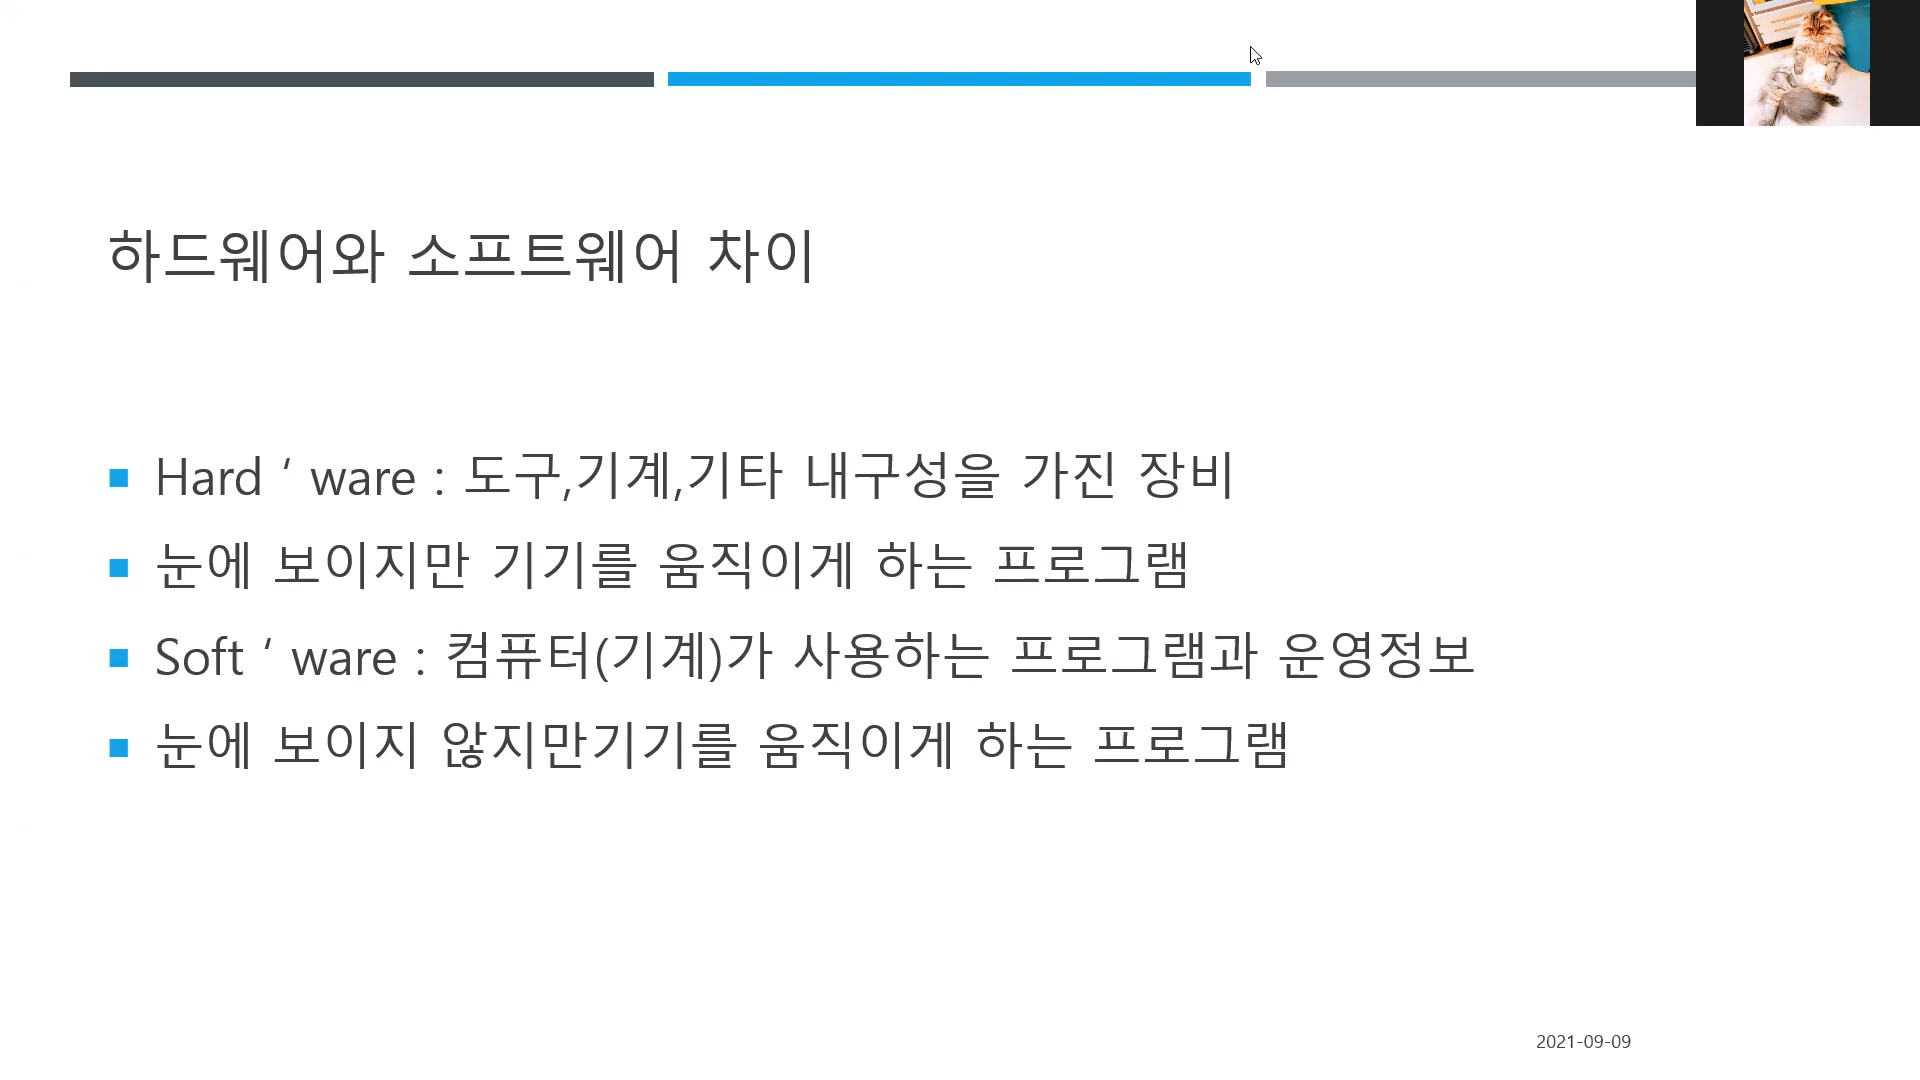 하드웨어와 소프트웨어 차이
Hard ‘ ware : 도구,기계,기타 내구성을 가진 장비
눈에 보이지만 기기를 움직이게 하는 프로그램
Soft ‘ ware : 컴퓨터(기계)가 사용하는 프로그램과 운영정보
눈에 보이지 않지만기기를 움직이게 하는 프로그램
2021-09-09